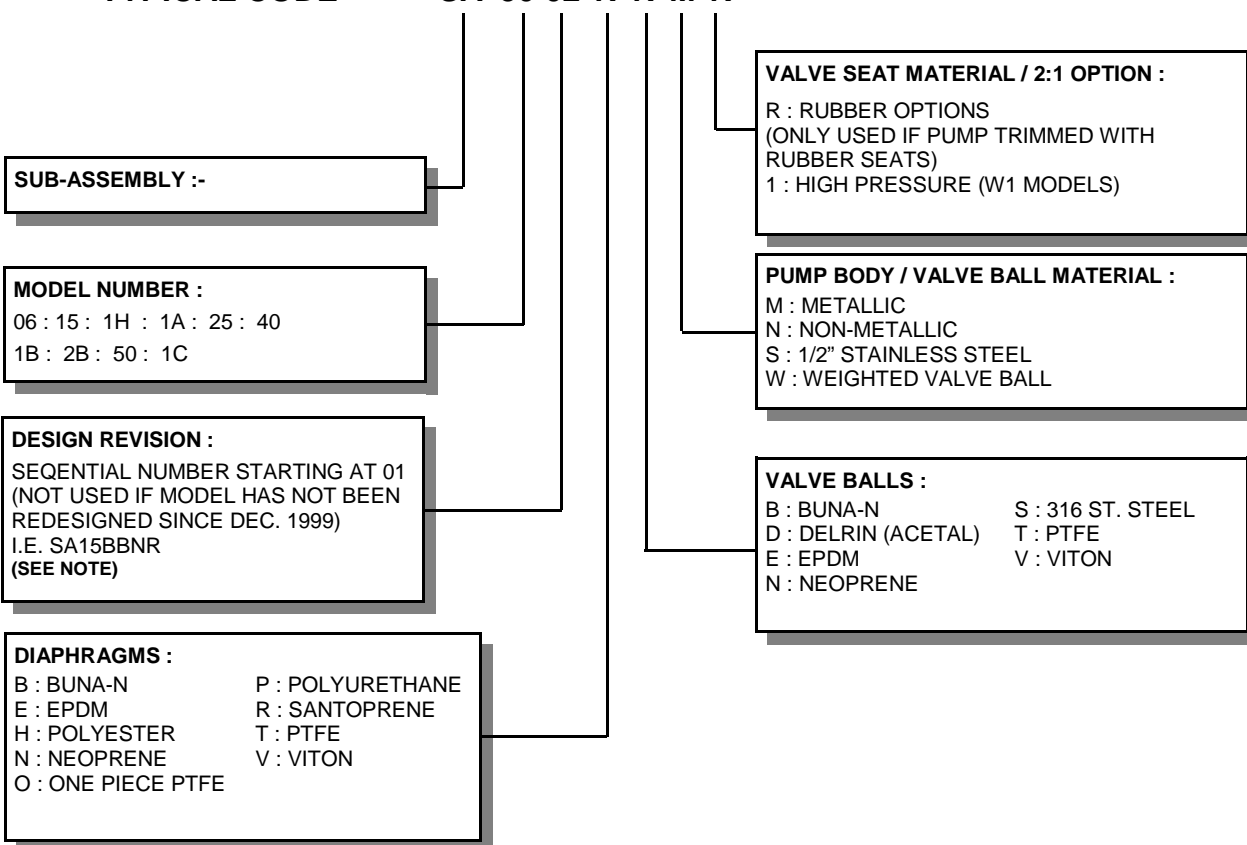 SUB-ASSEMBLY :-
MODEL NUMBER :
06 : 15 : 1H : 1A : 25 : 40
1B : 2B : 50 : 1C
DESIGN REVISION :
SEQENTIAL NUMBER STARTING AT 01
(NOT USED IF MODEL HAS NOT BEEN
REDESIGNED SINCE DEC. 1999)
I.E. SA15BBNR
(SEE NOTE)
DIAPHRAGMS :
B : BUNA-N P : POLYURETHANE
E : EPDM R : SANTOPRENE
H : POLYESTER T : PTFE
N : NEOPRENE V : VITON
O : ONE PIECE PTFE
VALVE SEAT MATERIAL / 2:1 OPTION :
R : RUBBER OPTIONS
(ONLY USED IF PUMP TRIMMED WITH
RUBBER SEATS)
1 : HIGH PRESSURE (W1 MODELS)
PUMP BODY / VALVE BALL MATERIAL :
M : METALLIC
N : NON-METALLIC
S : 1/2” STAINLESS STEEL
W : WEIGHTED VALVE BALL
VALVE BALLS :
B : BUNA-N S : 316 ST. STEEL
D : DELRIN (ACETAL) T : PTFE
E : EPDM V : VITON
N : NEOPRENE